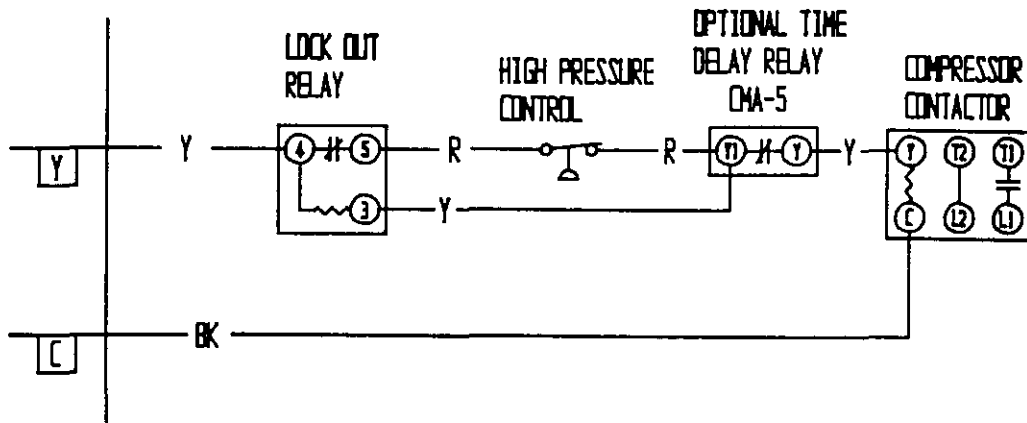 LOCK OUT
RELAY
HIGH PRESSURE
CONTROL
OPTIONAL TIME
DELAY RELAY
CMA-5
COMPRESSOR
CONTACTOR
Y
Y
4
5
R
R
Y1
Y
Y
Y
T2
T1
3
Y
C
L2
L1
BK
C